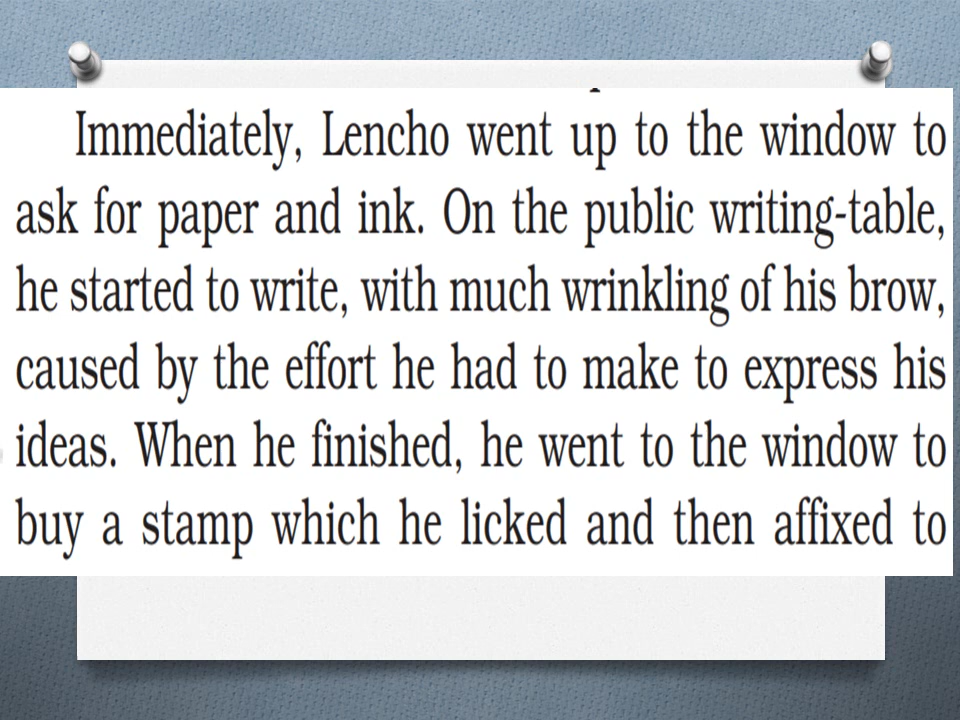 Immediately, Lencho went up to the window to
ask for paper and ink. On the public writing-table,
he started to write, with much wrinkling of his brow,
caused by the effort he had to make to express his
ideas. When he finished, he went to the window to
buy a stamp which he licked and then affixed to